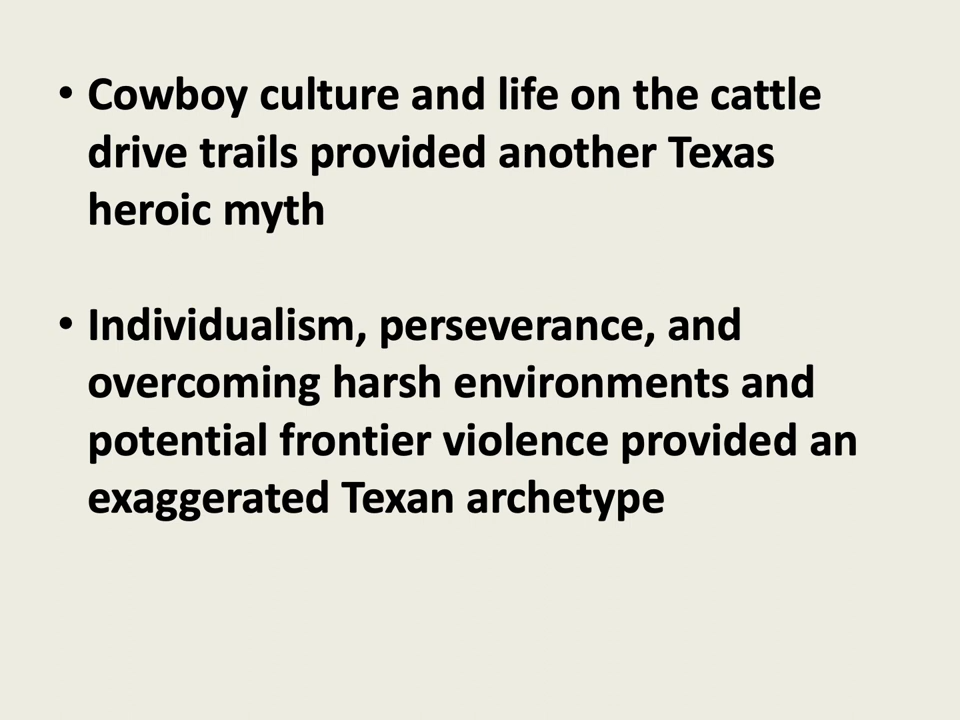 • Cowboy culture and life on the cattle
drive trails provided another Texas
heroic myth
• Individualism, perseverance, and
overcoming harsh environments and
potential frontier violence provided an
exaggerated Texan archetype